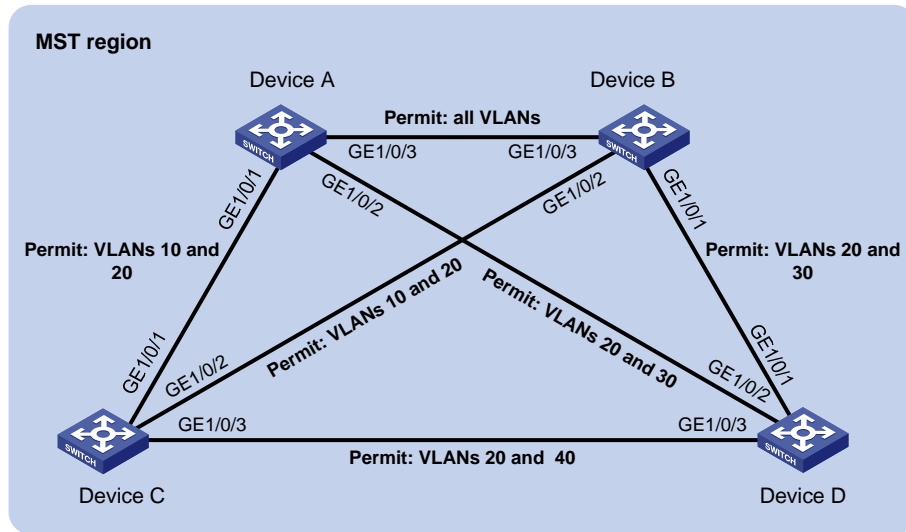 MST region
Device A
Device B
Permit: all VLANs
SWITCH
SWITCH
GE1/0/3
GE1/0/3
GE1/0/1
GE1/0/2
GE1/0/2
GE1/0/1
Permit: VLANs 10 and
20
Permit: VLANs 10 and 20
Permit: VLANs 20 and 30
Permit: VLANs 20 and
30
GE1/0/1
GE1/0/2
GE1/0/2
GE1/0/1
SWITCH
GE1/0/3
GE1/0/3
SWITCH
Permit: VLANs 20 and  40
Device C
Device D